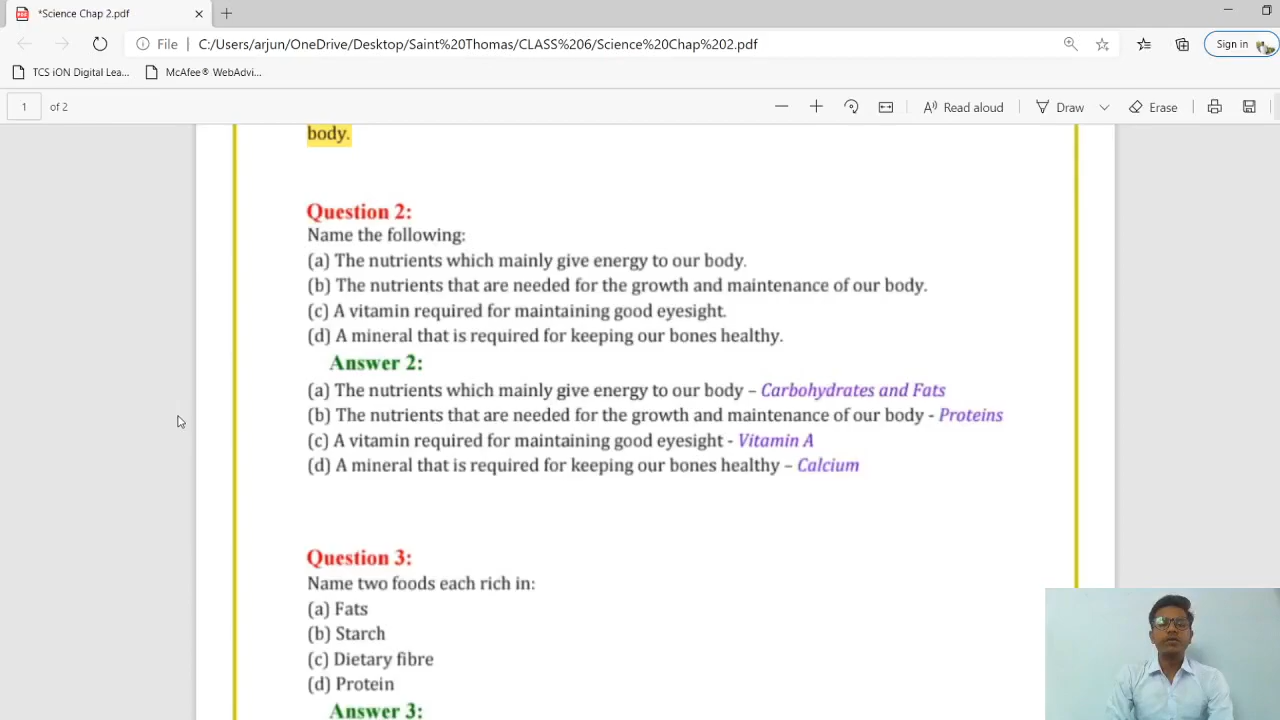 *Science Chap 2.pdf
File | C:/Users/arjun/OneDrive/Desktop/Saint%20Thomas/CLASS%206/Science%20Chap%202.pdf
Sign in
TCS iON Digital Lea...
McAfee® WebAdvi...
1 of 2
Read aloud
Draw
Erase
body.
Question 2:
Name the following:
(a) The nutrients which mainly give energy to our body.
(b) The nutrients that are needed for the growth and maintenance of our body.
(c) A vitamin required for maintaining good eyesight.
(d) A mineral that is required for keeping our bones healthy.
Answer 2:
(a) The nutrients which mainly give energy to our body – Carbohydrates and Fats
(b) The nutrients that are needed for the growth and maintenance of our body - Proteins
(c) A vitamin required for maintaining good eyesight - Vitamin A
(d) A mineral that is required for keeping our bones healthy – Calcium
Question 3:
Name two foods each rich in:
(a) Fats
(b) Starch
(c) Dietary fibre
(d) Protein
Answer 3: